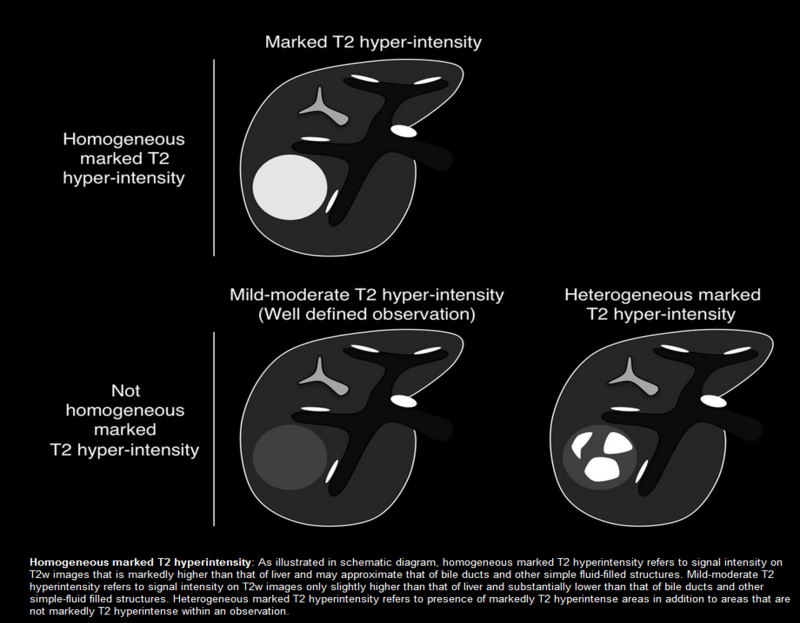 Marked T2 hyper-intensity
Homogeneous
marked T2
hyper-intensity
Mild-moderate T2 hyper-intensity
(Well defined observation)
Heterogeneous marked
T2 hyper-intensity
Not
homogeneous
marked
T2 hyper-intensity
Homogeneous marked T2 hyperintensity: As illustrated in schematic diagram, homogeneous marked T2 hyperintensity refers to signal intensity on
T2w images that is markedly higher than that of liver and may approximate that of bile ducts and other simple fluid-filled structures. Mild-moderate T2
hyperintensity refers to signal intensity on T2w images only slightly higher than that of liver and substantially lower than that of bile ducts and other
simple-fluid filled structures. Heterogeneous marked T2 hyperintensity refers to presence of markedly T2 hyperintense areas in addition to areas that are
not markedly T2 hyperintense within an observation.